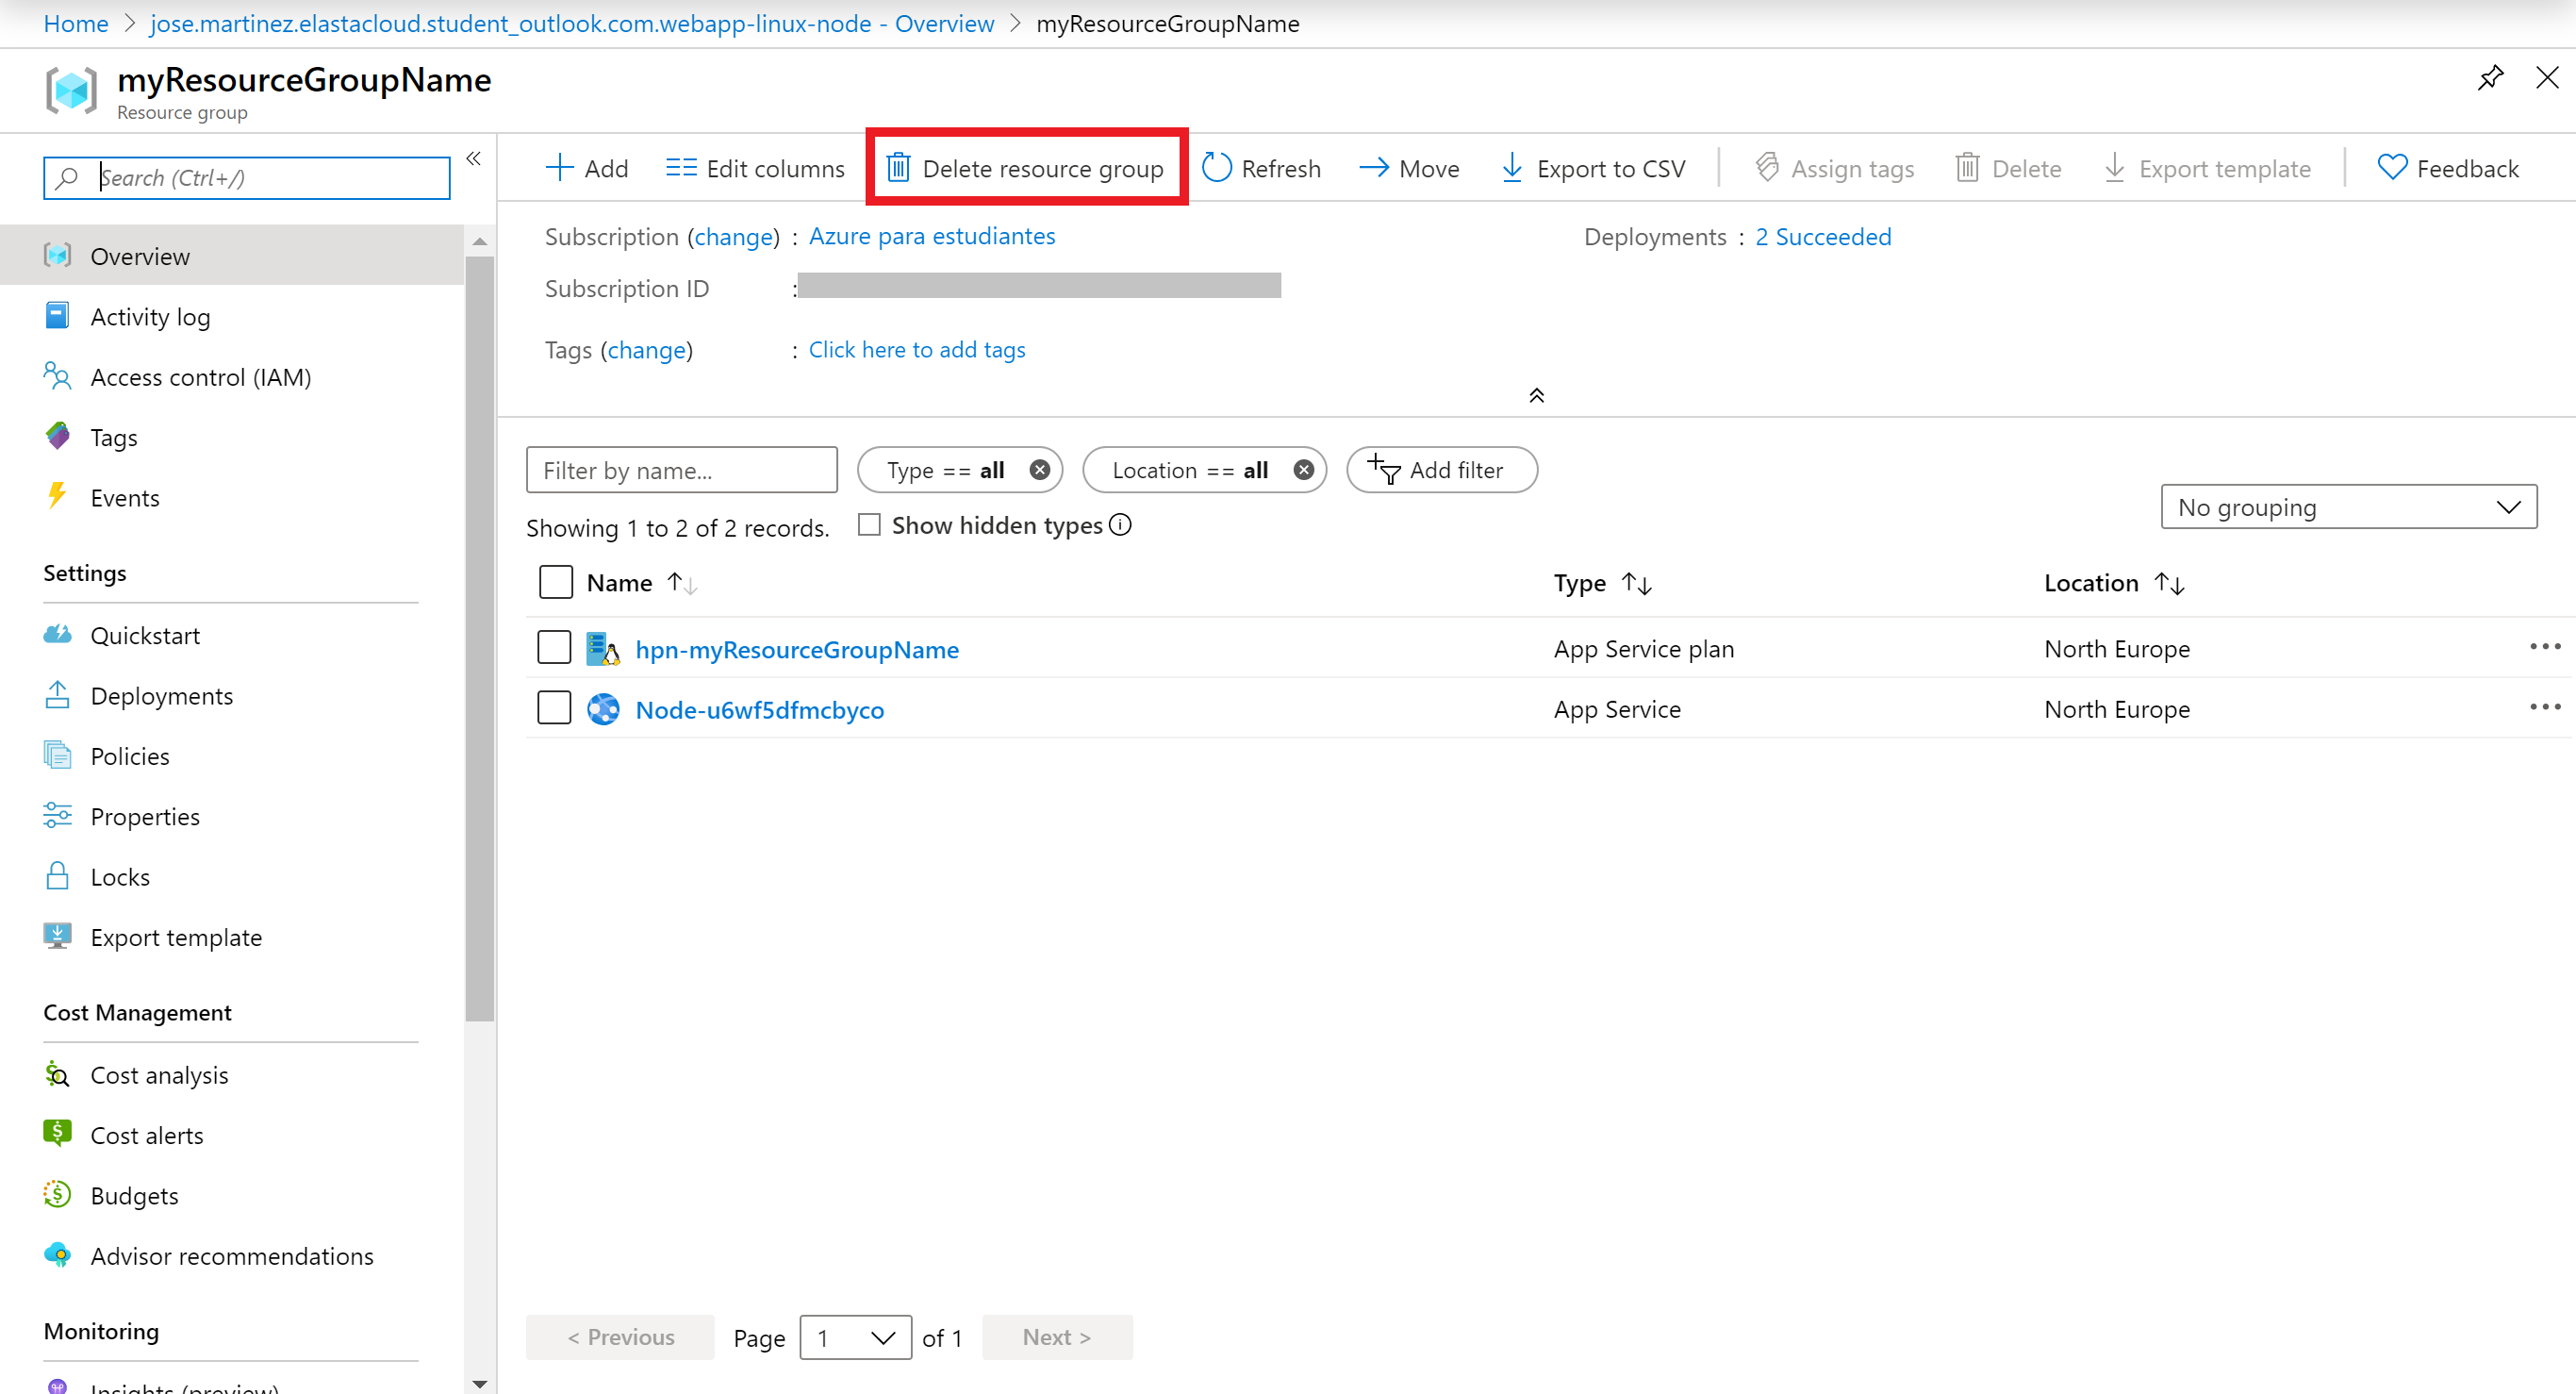 Home > jose.martinez.elastacloud.student_outlook.com.webapp-linux-node - Overview > myResourceGroupName
myResourceGroupName
Resource group
Search (Ctrl+/)
Add Edit columns Delete resource group Refresh Move Export to CSV Assign tags Delete Export template Feedback
Subscription (change) : Azure para estudiantes
Deployments : 2 Succeeded
Subscription ID :
Tags (change) : Click here to add tags
Overview
Activity log
Access control (IAM)
Tags
Events
Settings
Quickstart
Deployments
Policies
Properties
Locks
Export template
Cost Management
Cost analysis
Cost alerts
Budgets
Advisor recommendations
Monitoring
Insights (preview)
Filter by name...
Type == all
Location == all
Add filter
No grouping
Showing 1 to 2 of 2 records.
Show hidden types
Name Type Location
hpn-myResourceGroupName App Service plan North Europe
Node-u6wf5dfmcbyco App Service North Europe
< Previous Page 1 of 1 Next >